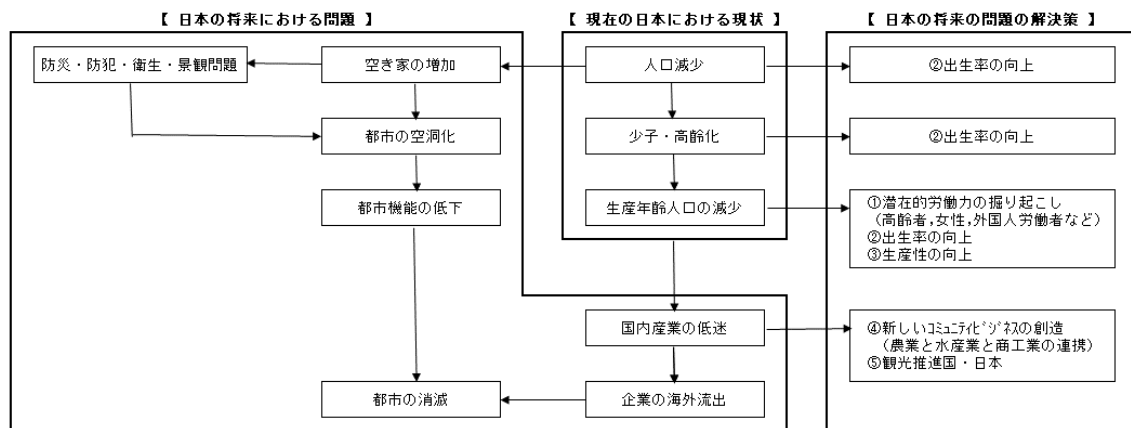 【 日本の将来における問題 】
【 現在の日本における現状 】
【 日本の将来の問題の解決策 】
防災・防犯・衛生・景観問題
空き家の増加
人口減少
②出生率の向上
都市の空洞化
少子・高齢化
②出生率の向上
都市機能の低下
生産年齢人口の減少
①潜在的労働力の掘り起こし
（高齢者,女性,外国人労働者など）
②出生率の向上
③生産性の向上
国内産業の低迷
④新しいｺﾐｭﾆﾃｨﾋﾞｼﾞﾈｽの創造
（農業と水産業と商工業の連携）
⑤観光推進国・日本
都市の消滅
企業の海外流出